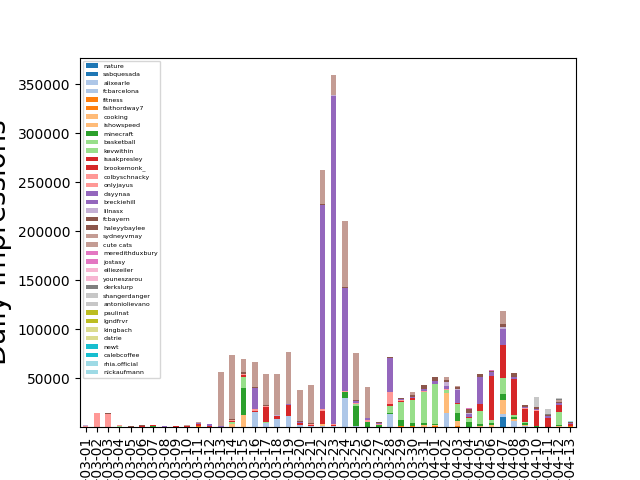 Daily Impressions
350000
300000
250000
200000
150000
100000
50000
nature
sabquesada
alixearle
fcbarcelona
fitness
faithordway7
cooking
ishowspeed
minecraft
basketball
kevwithin
isaakpresley
brookemonk_
colbyschnacky
onlyjayus
dayynaa
breckiehill
lilnasx
fcbayern
haleyybaylee
sydneyvmay
cute cats
meredithduxbury
jostasy
elliezeiler
youneszarou
derkslurp
shangerdanger
antoniolievano
paulinat
lgndfrvr
kingbach
dstrie
newt
calebcoffee
rhia.official
nickaufmann
03-01
03-02
03-03
03-04
03-05
03-06
03-07
03-08
03-09
03-10
03-11
03-12
03-13
03-14
03-15
03-16
03-17
03-18
03-19
03-20
03-21
03-22
03-23
03-24
03-25
03-26
03-27
03-28
03-29
03-30
03-31
04-01
04-02
04-03
04-04
04-05
04-06
04-07
04-08
04-09
04-10
04-11
04-12
04-13